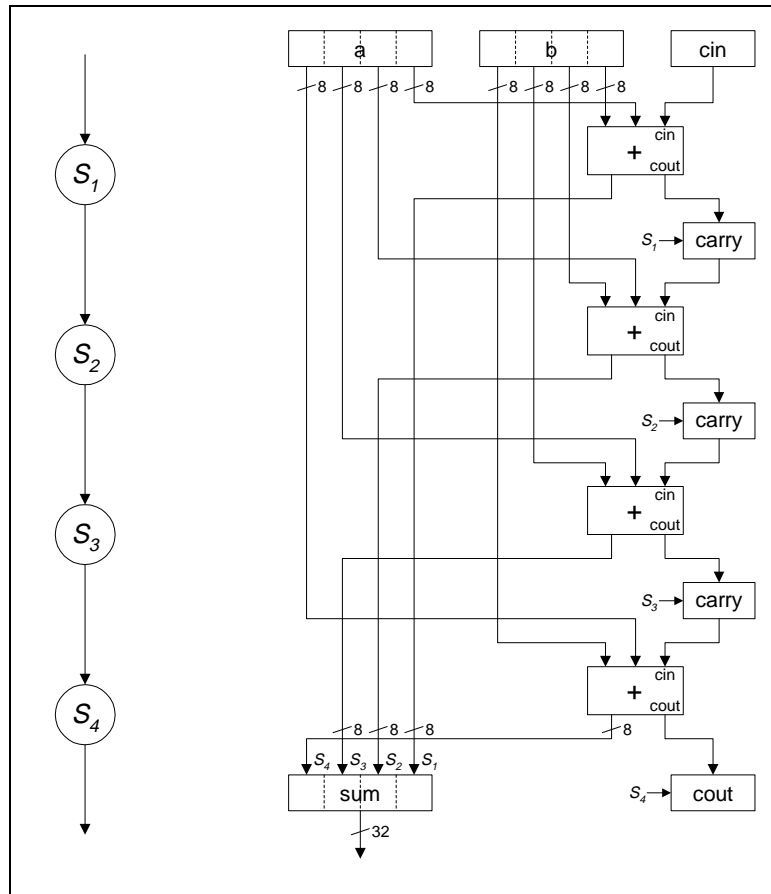 a b cin
8 8 8 8 8 8 8 8
cin
+
cout
S1
S1 carry
cin
+
cout
S2
S2 carry
cin
+
cout
S3
S3 carry
cin
+
cout
S4
8 8 8 8
S4 S3 S2 S1
sum
S4 cout
32